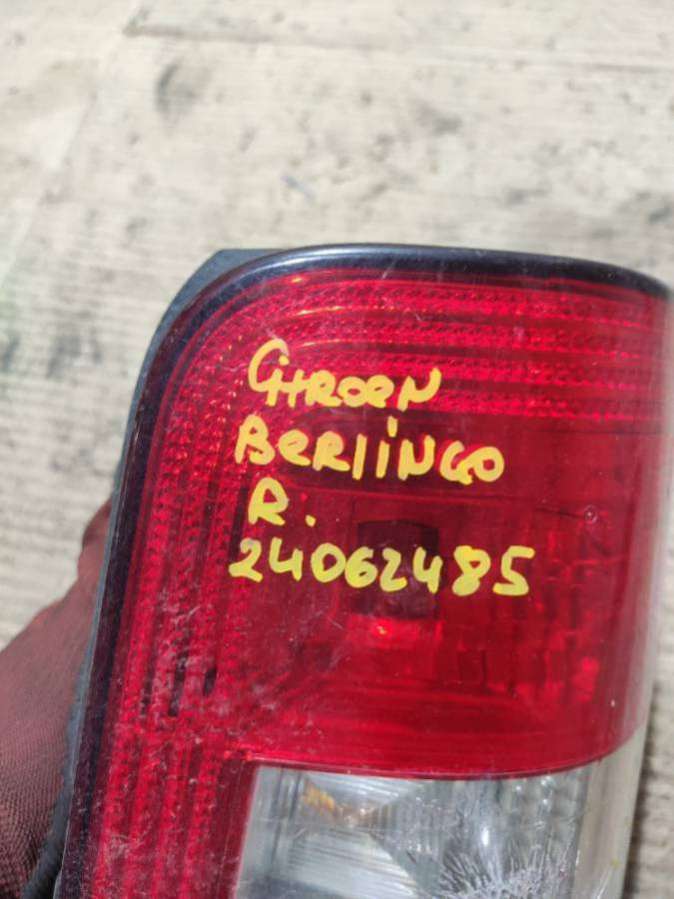 CitROEN
BeRlINGO
R.
24062485